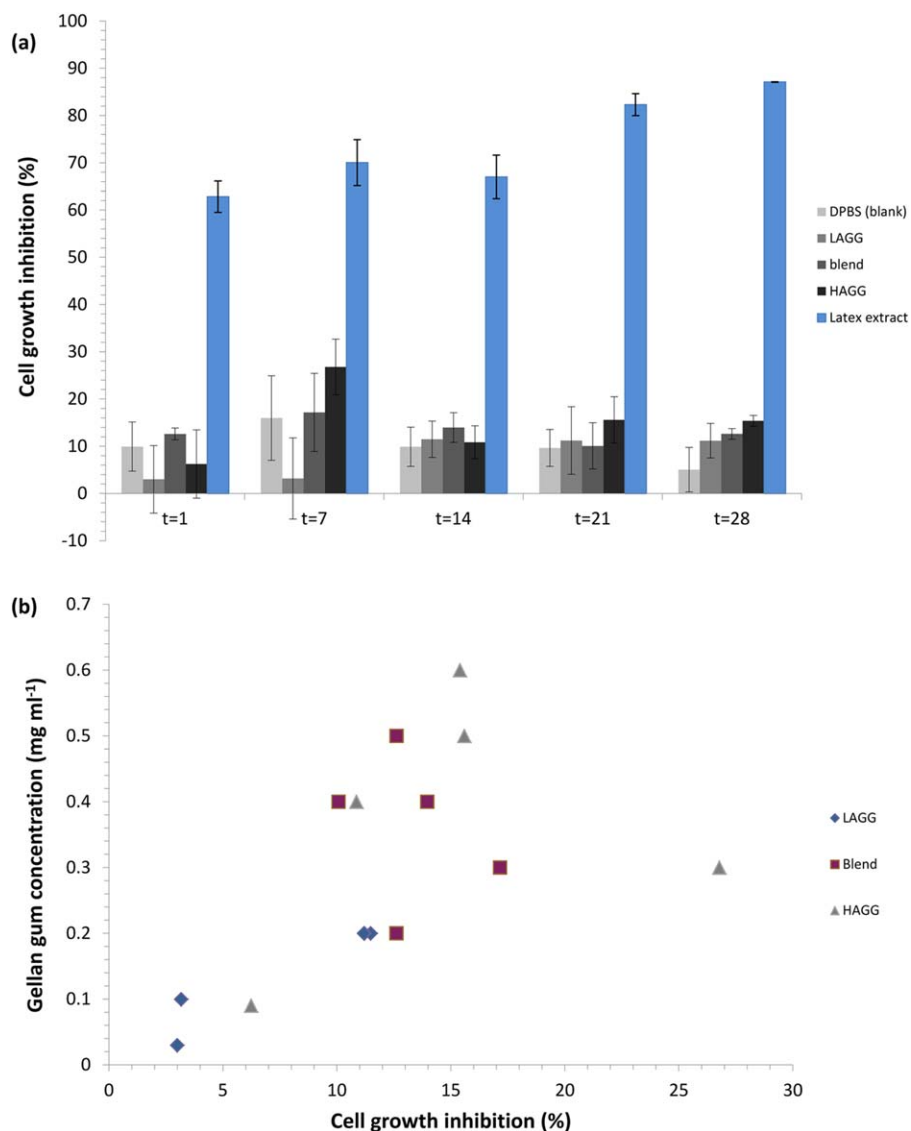 (a)
Cell growth inhibition (%)
100
90
80
70
60
50
40
30
20
10
0
-10
t=1 t=7 t=14 t=21 t=28
DPBS (blank)
LAGG
blend
HAGG
Latex extract
(b)
Gellan gum concentration (mg ml-1)
0.7
0.6
0.5
0.4
0.3
0.2
0.1
0
0 5 10 15 20 25 30
Cell growth inhibition (%)
LAGG
Blend
HAGG